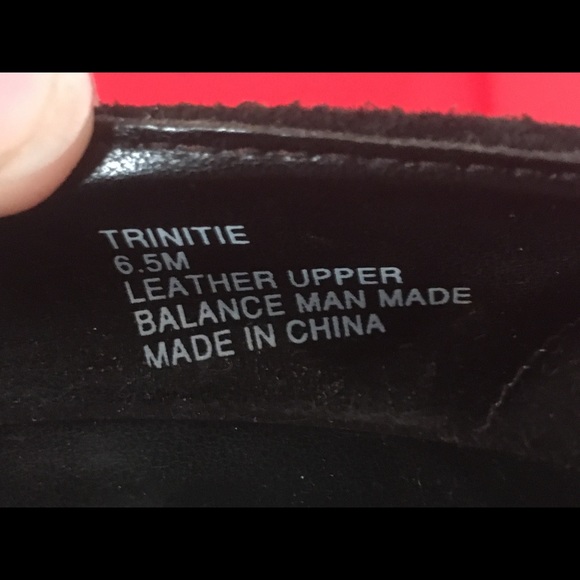 TRINITIE
6.5M
LEATHER UPPER
BALANCE MAN MADE
MADE IN CHINA